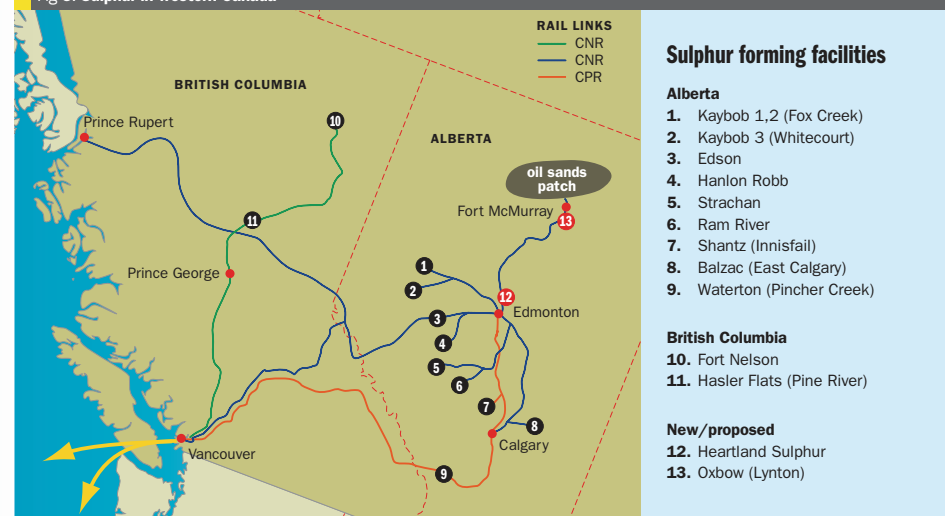 Sulphur in western Canada
RAIL LINKS
CNR
CNR
CPR
BRITISH COLUMBIA
ALBERTA
Prince Rupert
10
oil sands
patch
Fort McMurray
13
11
Prince George
1
2
12
Edmonton
3
4
5
6
7
8
Calgary
Vancouver
9
Sulphur forming facilities
Alberta
1. Kaybob 1,2 (Fox Creek)
2. Kaybob 3 (Whitecourt)
3. Edson
4. Hanlon Robb
5. Strachan
6. Ram River
7. Shantz (Innisfail)
8. Balzac (East Calgary)
9. Waterton (Pincher Creek)
British Columbia
10. Fort Nelson
11. Hasler Flats (Pine River)
New/proposed
12. Heartland Sulphur
13. Oxbow (Lynton)